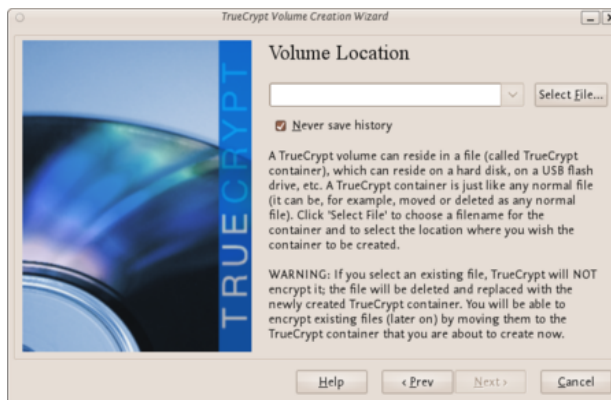 TrueCrypt Volume Creation Wizard
TRUECRYPT
Volume Location
Select File...
Never save history
A TrueCrypt volume can reside in a file (called TrueCrypt
container), which can reside on a hard disk, on a USB flash
drive, etc. A TrueCrypt container is just like any normal file
(it can be, for example, moved or deleted as any normal
file). Click 'Select File' to choose a filename for the
container and to select the location where you wish the
container to be created.
WARNING: If you select an existing file, TrueCrypt will NOT
encrypt it; the file will be deleted and replaced with the
newly created TrueCrypt container. You will be able to
encrypt existing files (later on) by moving them to the
TrueCrypt container that you are about to create now.
Help
< Prev
Next >
Cancel